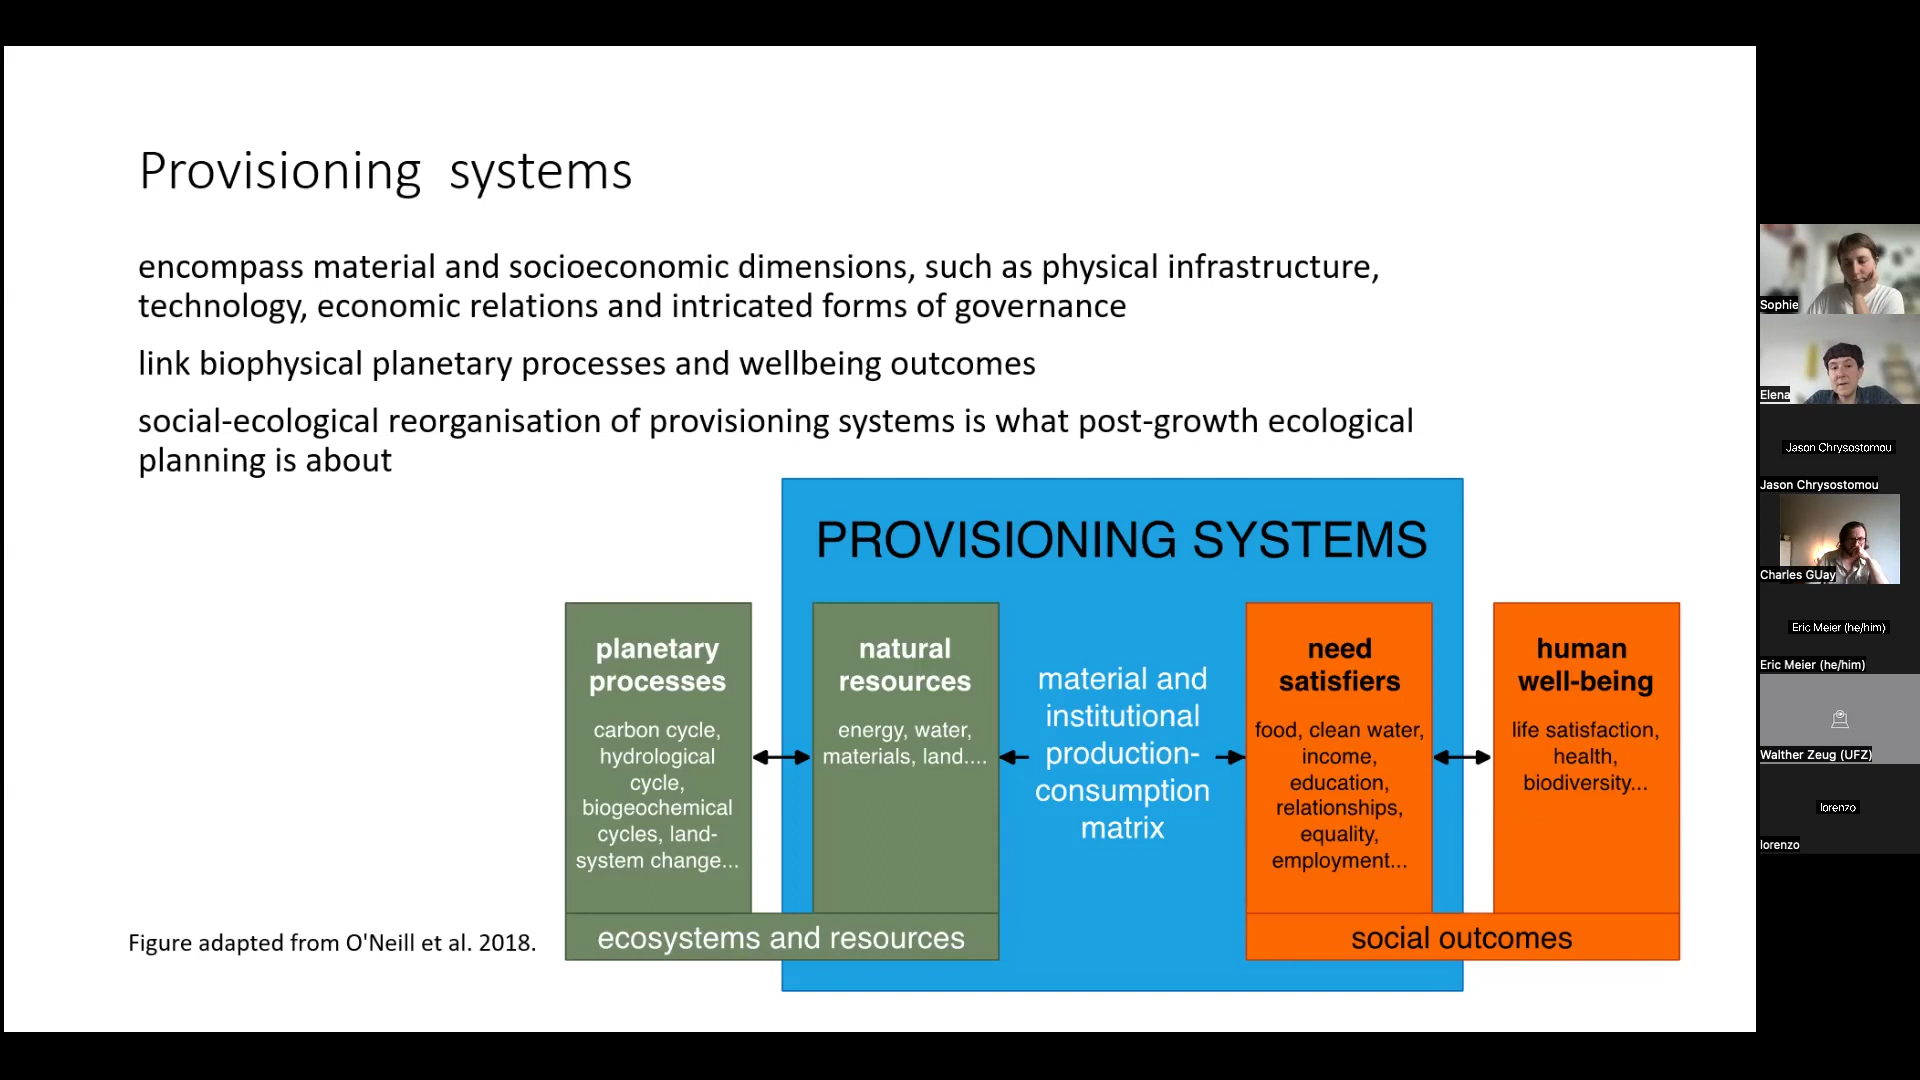 Provisioning systems
encompass material and socioeconomic dimensions, such as physical infrastructure,
technology, economic relations and intricated forms of governance
link biophysical planetary processes and wellbeing outcomes
social-ecological reorganisation of provisioning systems is what post-growth ecological
planning is about
PROVISIONING SYSTEMS
planetary
processes
carbon cycle,
hydrological
cycle,
biogeochemical
cycles, land-
system change...
natural
resources
energy, water,
materials, land....
material and
institutional
production-
consumption
matrix
need
satisfiers
food, clean water,
income,
education,
relationships,
equality,
employment...
human
well-being
life satisfaction,
health,
biodiversity...
ecosystems and resources
social outcomes
Figure adapted from O'Neill et al. 2018.
Sophie
Elena
Jason Chrysostomou
Jason Chrysostomou
Charles GUay
Eric Meier (he/him)
Eric Meier (he/him)
Walther Zeug (UFZ)
lorenzo
lorenzo